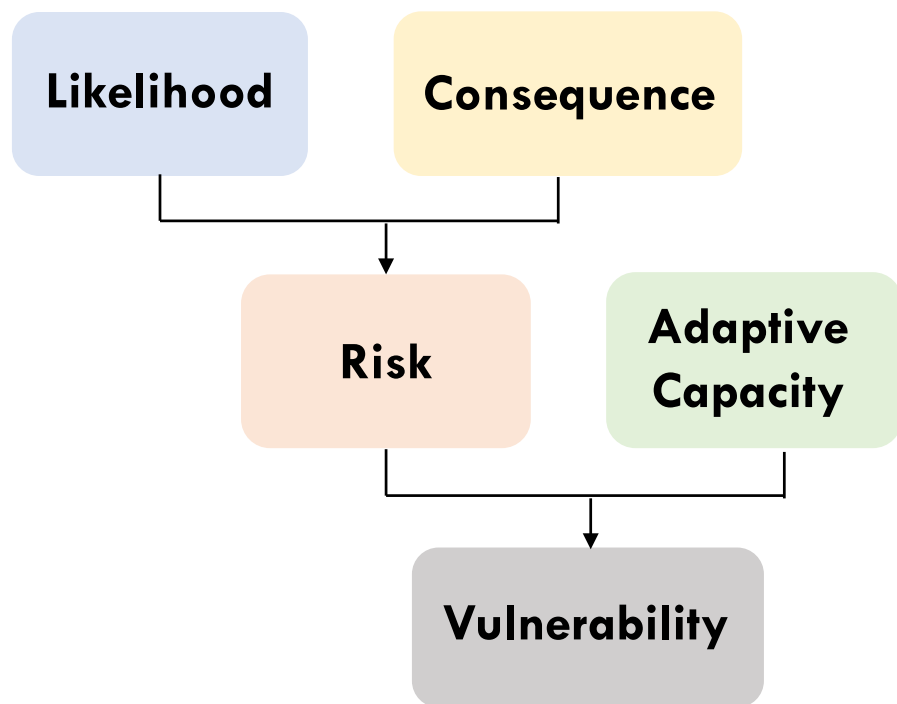 Likelihood
Consequence
Risk
Adaptive
Capacity
Vulnerability